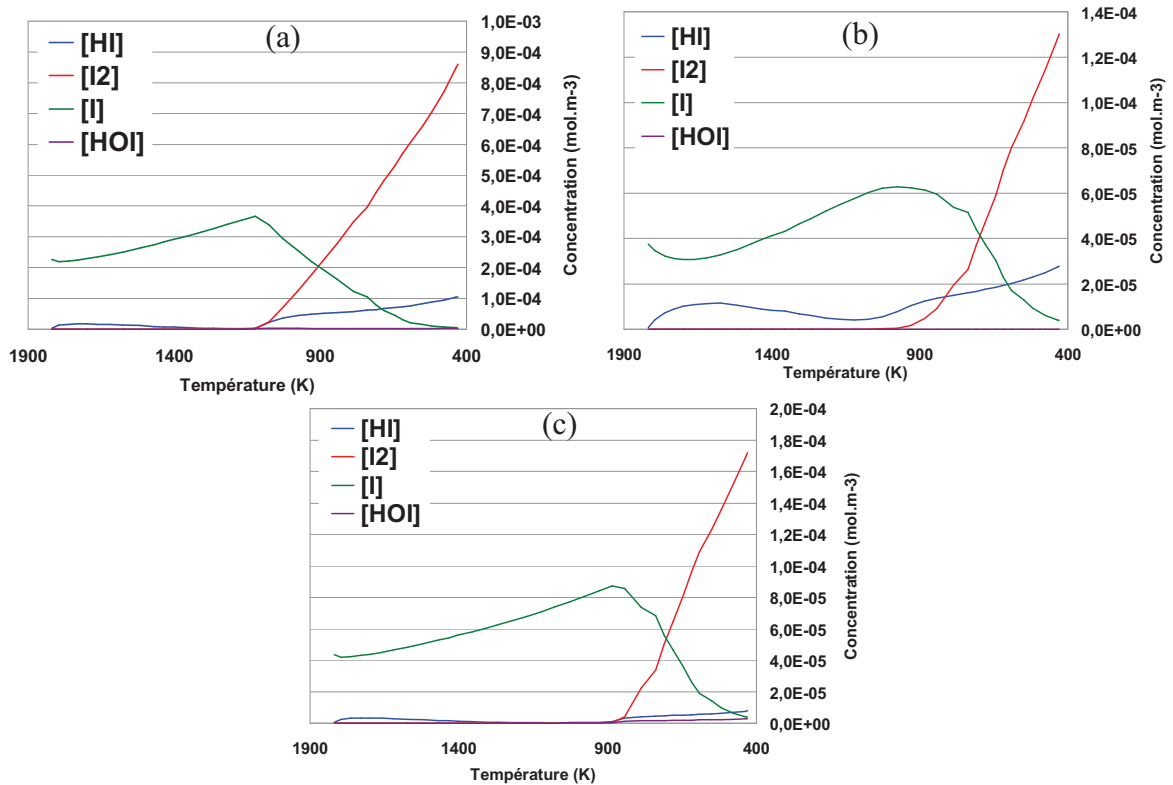 (a)
[HI]
[I2]
[I]
[HOI]
1,0E-03
9,0E-04
8,0E-04
7,0E-04
6,0E-04
5,0E-04
4,0E-04
3,0E-04
2,0E-04
1,0E-04
0,0E+00
Concentration (mol.m-3)
1900 1400 900 400
Température (K)
(b)
[HI]
[I2]
[I]
[HOI]
1,4E-04
1,2E-04
1,0E-04
8,0E-05
6,0E-05
4,0E-05
2,0E-05
0,0E+00
Concentration (mol.m-3)
1900 1400 900 400
Température (K)
(c)
[HI]
[I2]
[I]
[HOI]
2,0E-04
1,8E-04
1,6E-04
1,4E-04
1,2E-04
1,0E-04
8,0E-05
6,0E-05
4,0E-05
2,0E-05
0,0E+00
Concentration (mol.m-3)
1900 1400 900 400
Température (K)